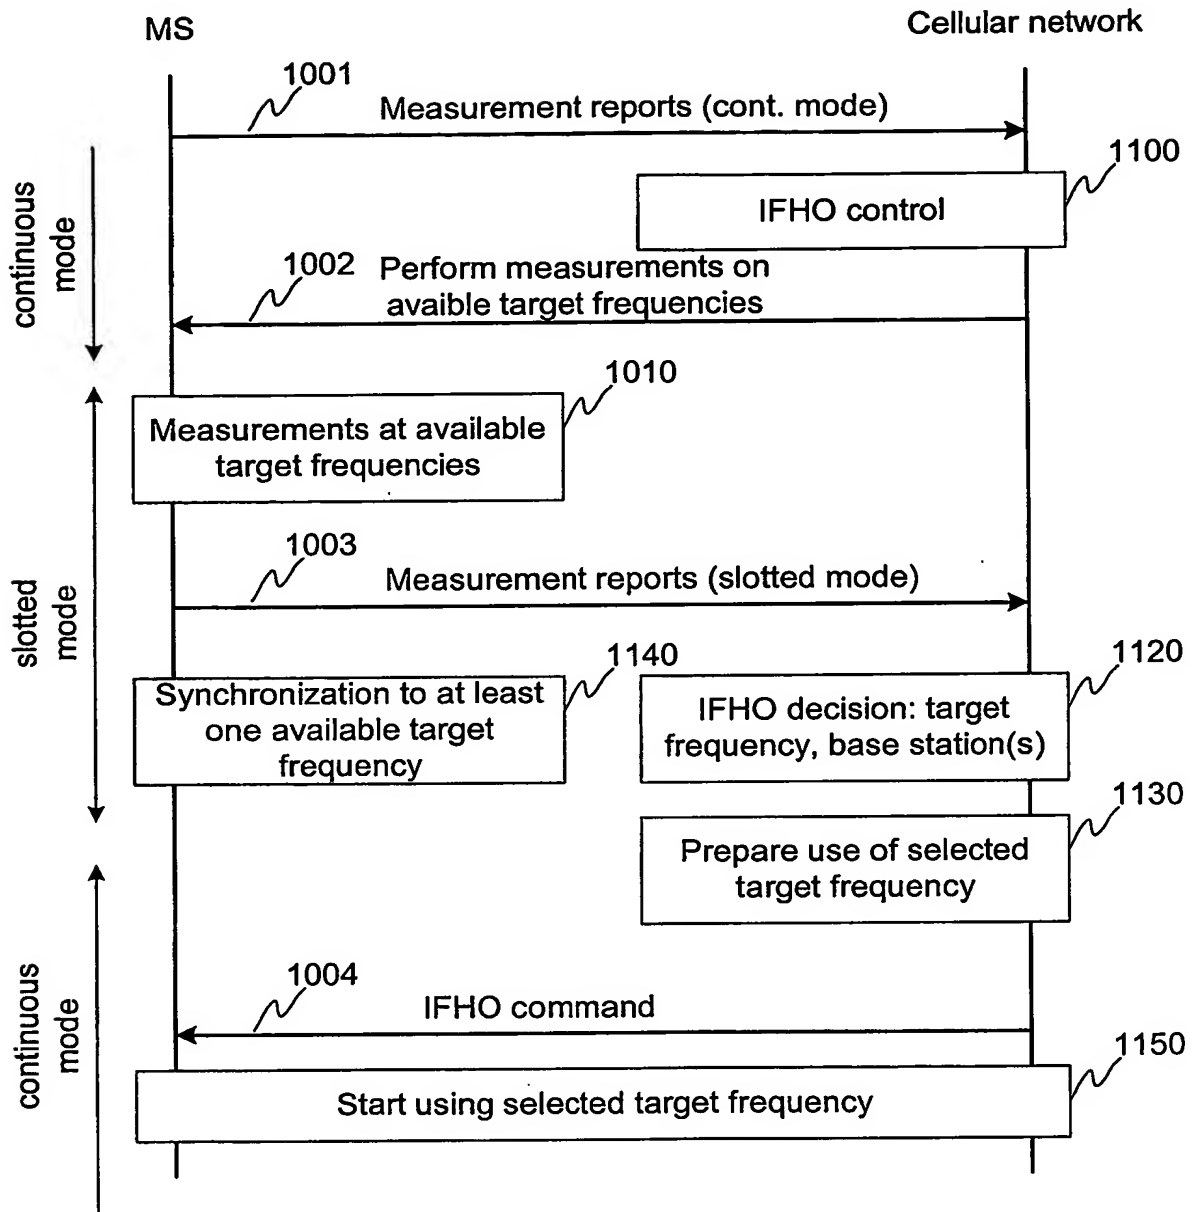 MS
Cellular network
1001
Measurement reports (cont. mode)
1100
IFHO control
continuous
mode
1002
Perform measurements on
avaible target frequencies
1010
Measurements at available
target frequencies
1003
Measurement reports (slotted mode)
slotted
mode
1140
Synchronization to at least
one available target
frequency
1120
IFHO decision: target
frequency, base station(s)
1130
Prepare use of selected
target frequency
continuous
mode
1004
IFHO command
1150
Start using selected target frequency